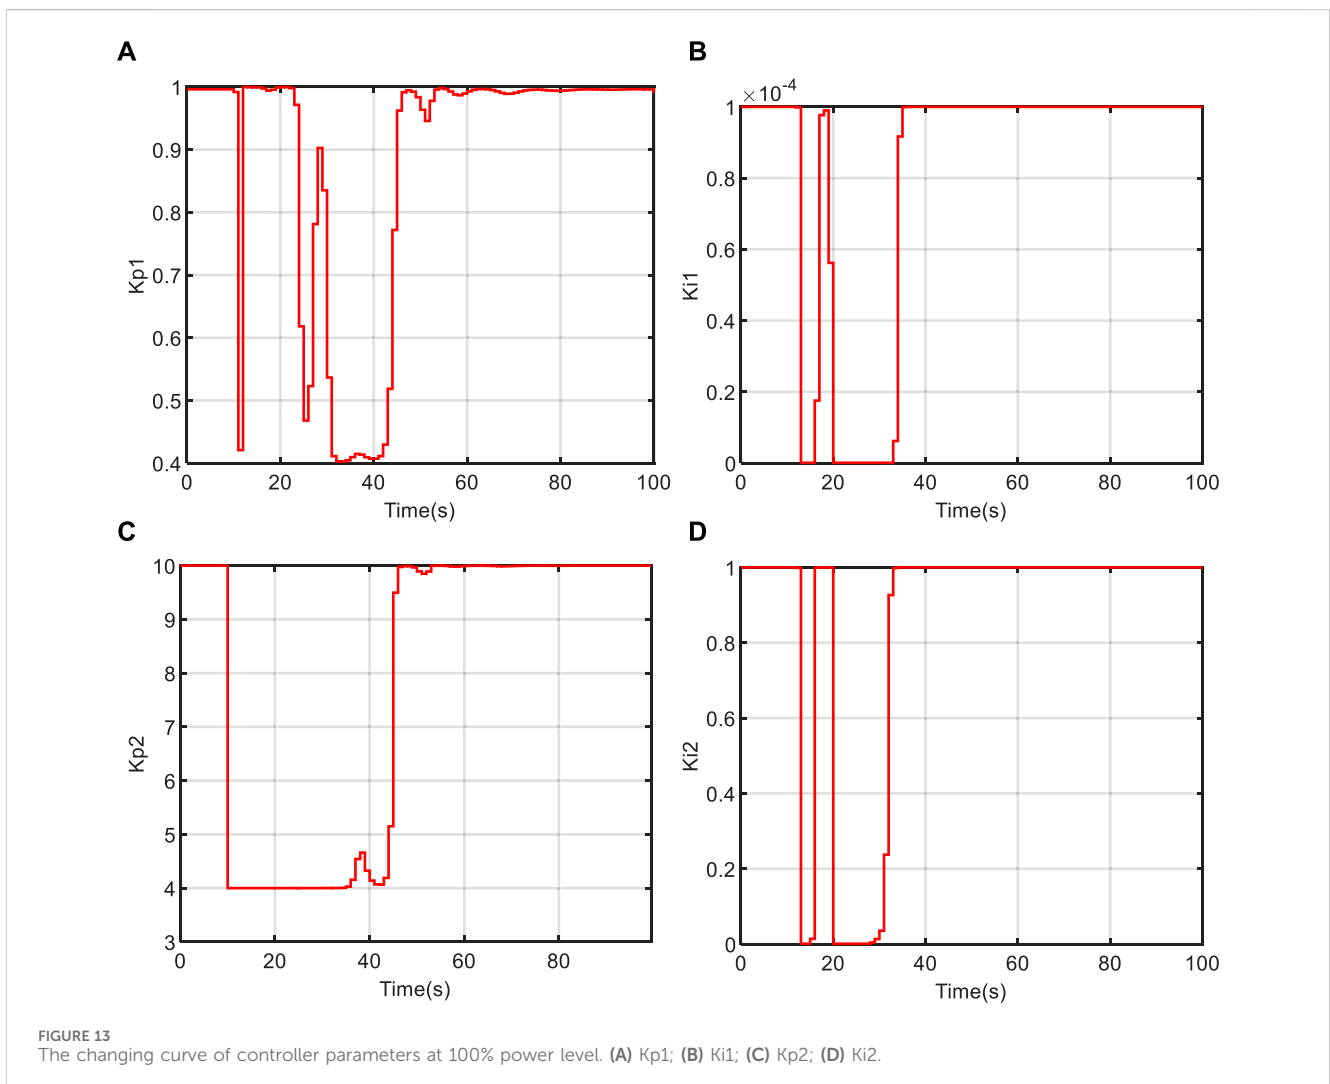 A
B
×10-4
1
0.9
0.8
0.7
0.6
0.5
0.4
Kp1
0 20 40 60 80 100
Time(s)
1
0.8
0.6
0.4
0.2
0
Ki1
0 20 40 60 80 100
Time(s)
C
D
10
9
8
7
6
5
4
3
Kp2
0 20 40 60 80
Time(s)
1
0.8
0.6
0.4
0.2
0
Ki2
0 20 40 60 80 100
Time(s)
FIGURE 13
The changing curve of controller parameters at 100% power level. (A) Kp1; (B) Ki1; (C) Kp2; (D) Ki2.